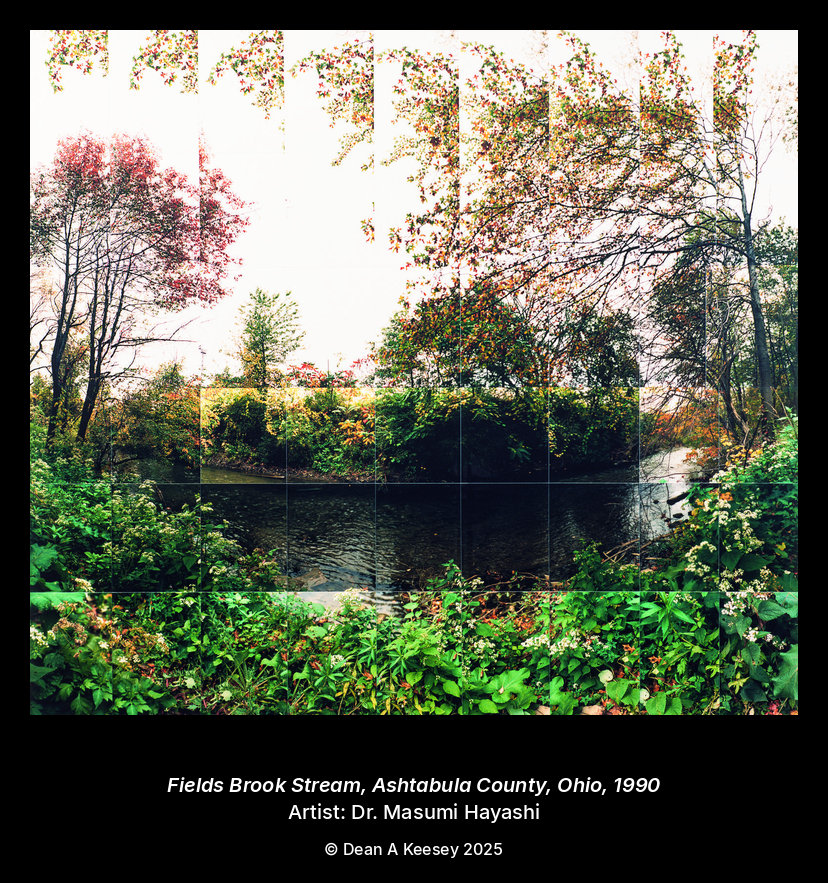 Fields Brook Stream, Ashtabula County, Ohio, 1990
Artist: Dr. Masumi Hayashi
© Dean A Keesey 2025